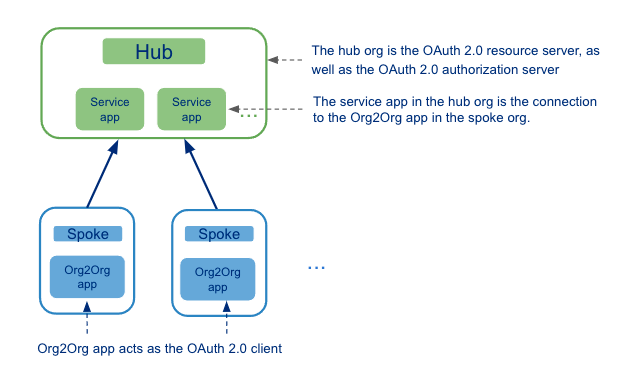 Hub
The hub org is the OAuth 2.0 resource server, as
well as the OAuth 2.0 authorization server
Service
app
Service
app
...
The service app in the hub org is the connection
to the Org2Org app in the spoke org.
Spoke
Org2Org
app
Spoke
Org2Org
app
...
Org2Org app acts as the OAuth 2.0 client